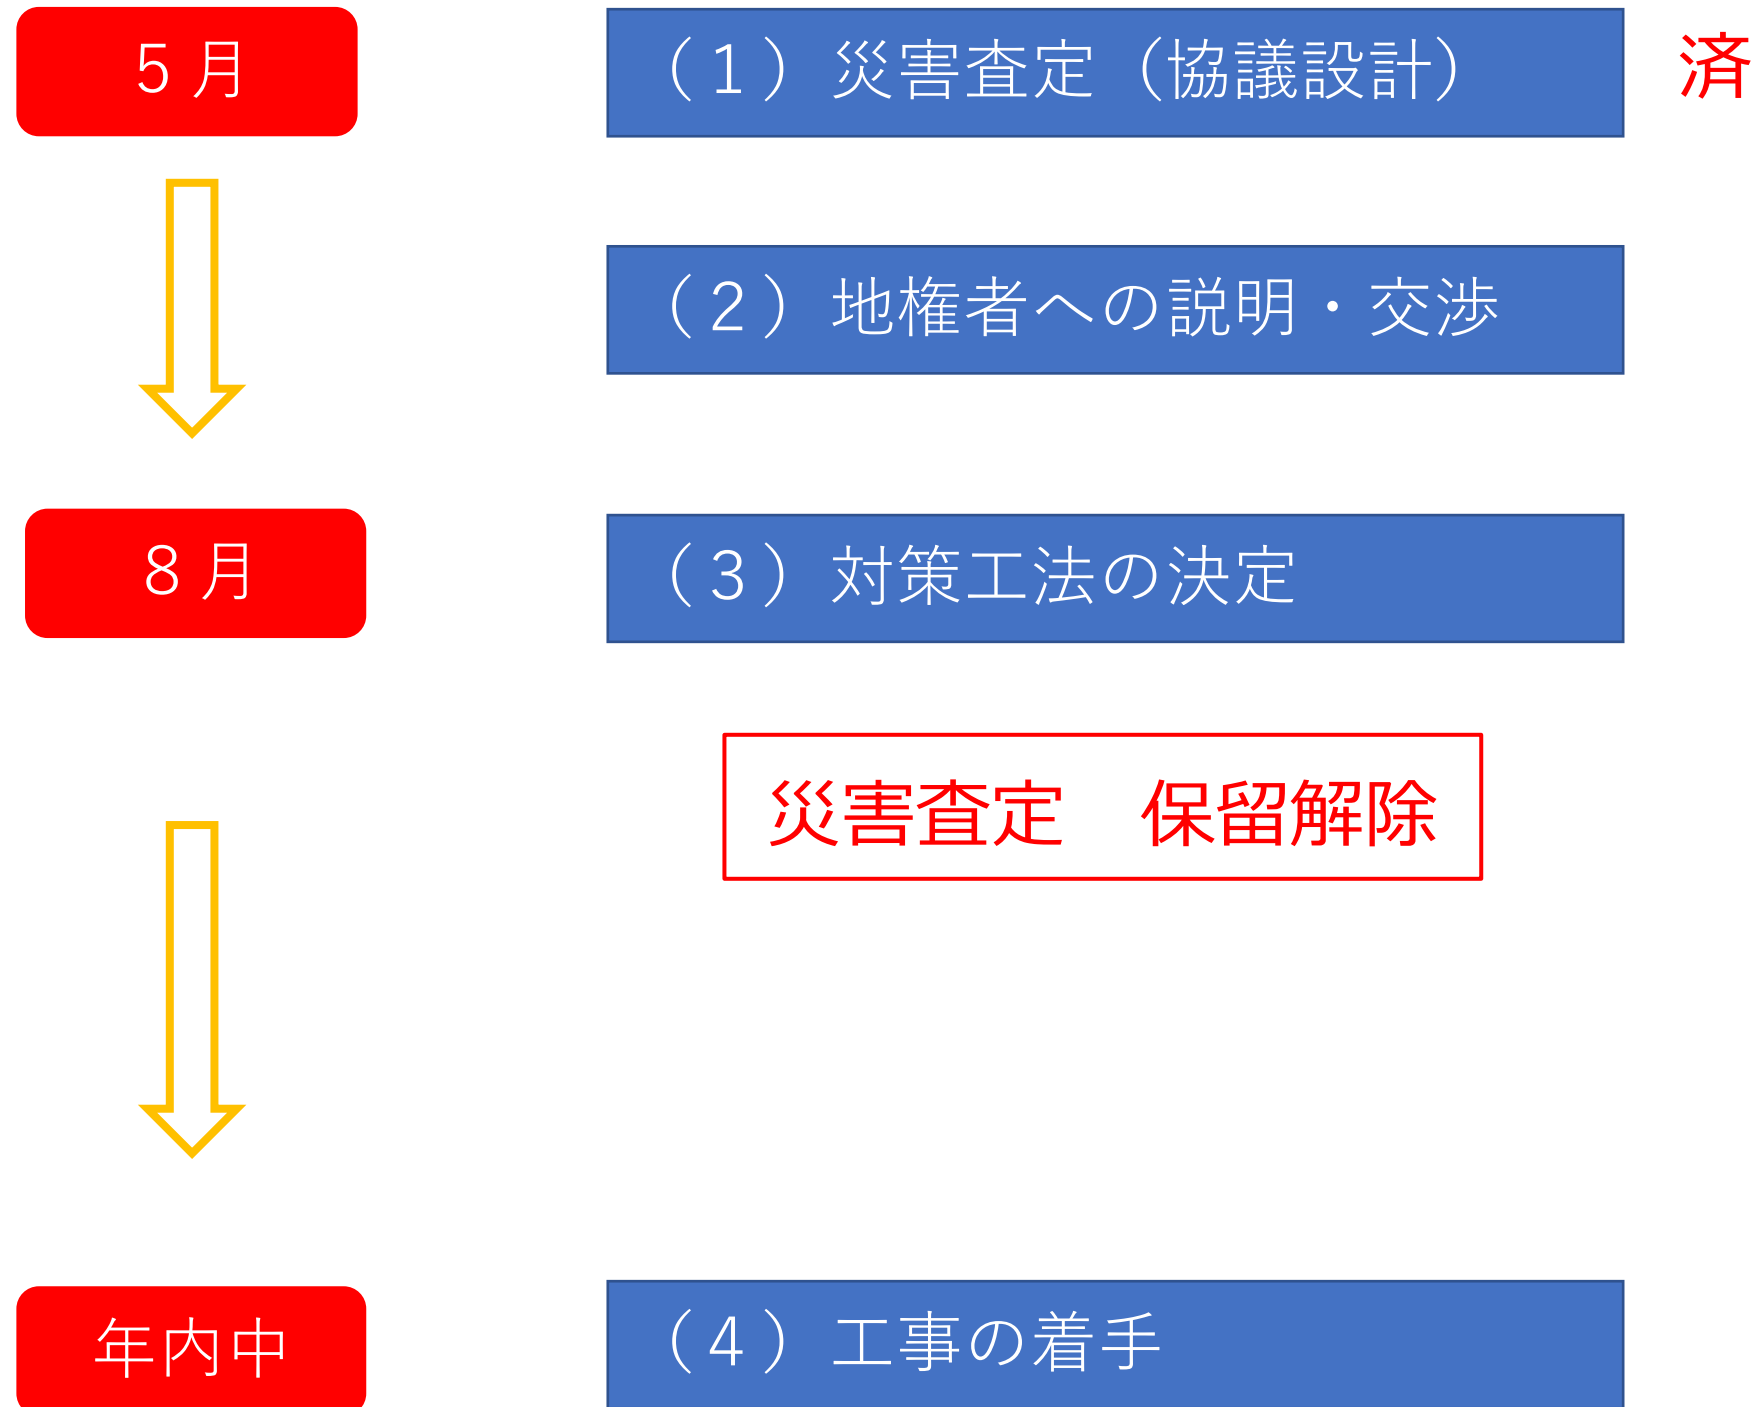 ５月
（１）災害査定（協議設計）
済
（２）地権者への説明・交渉
８月
（３）対策工法の決定
災害査定　保留解除
年内中
（４）工事の着手